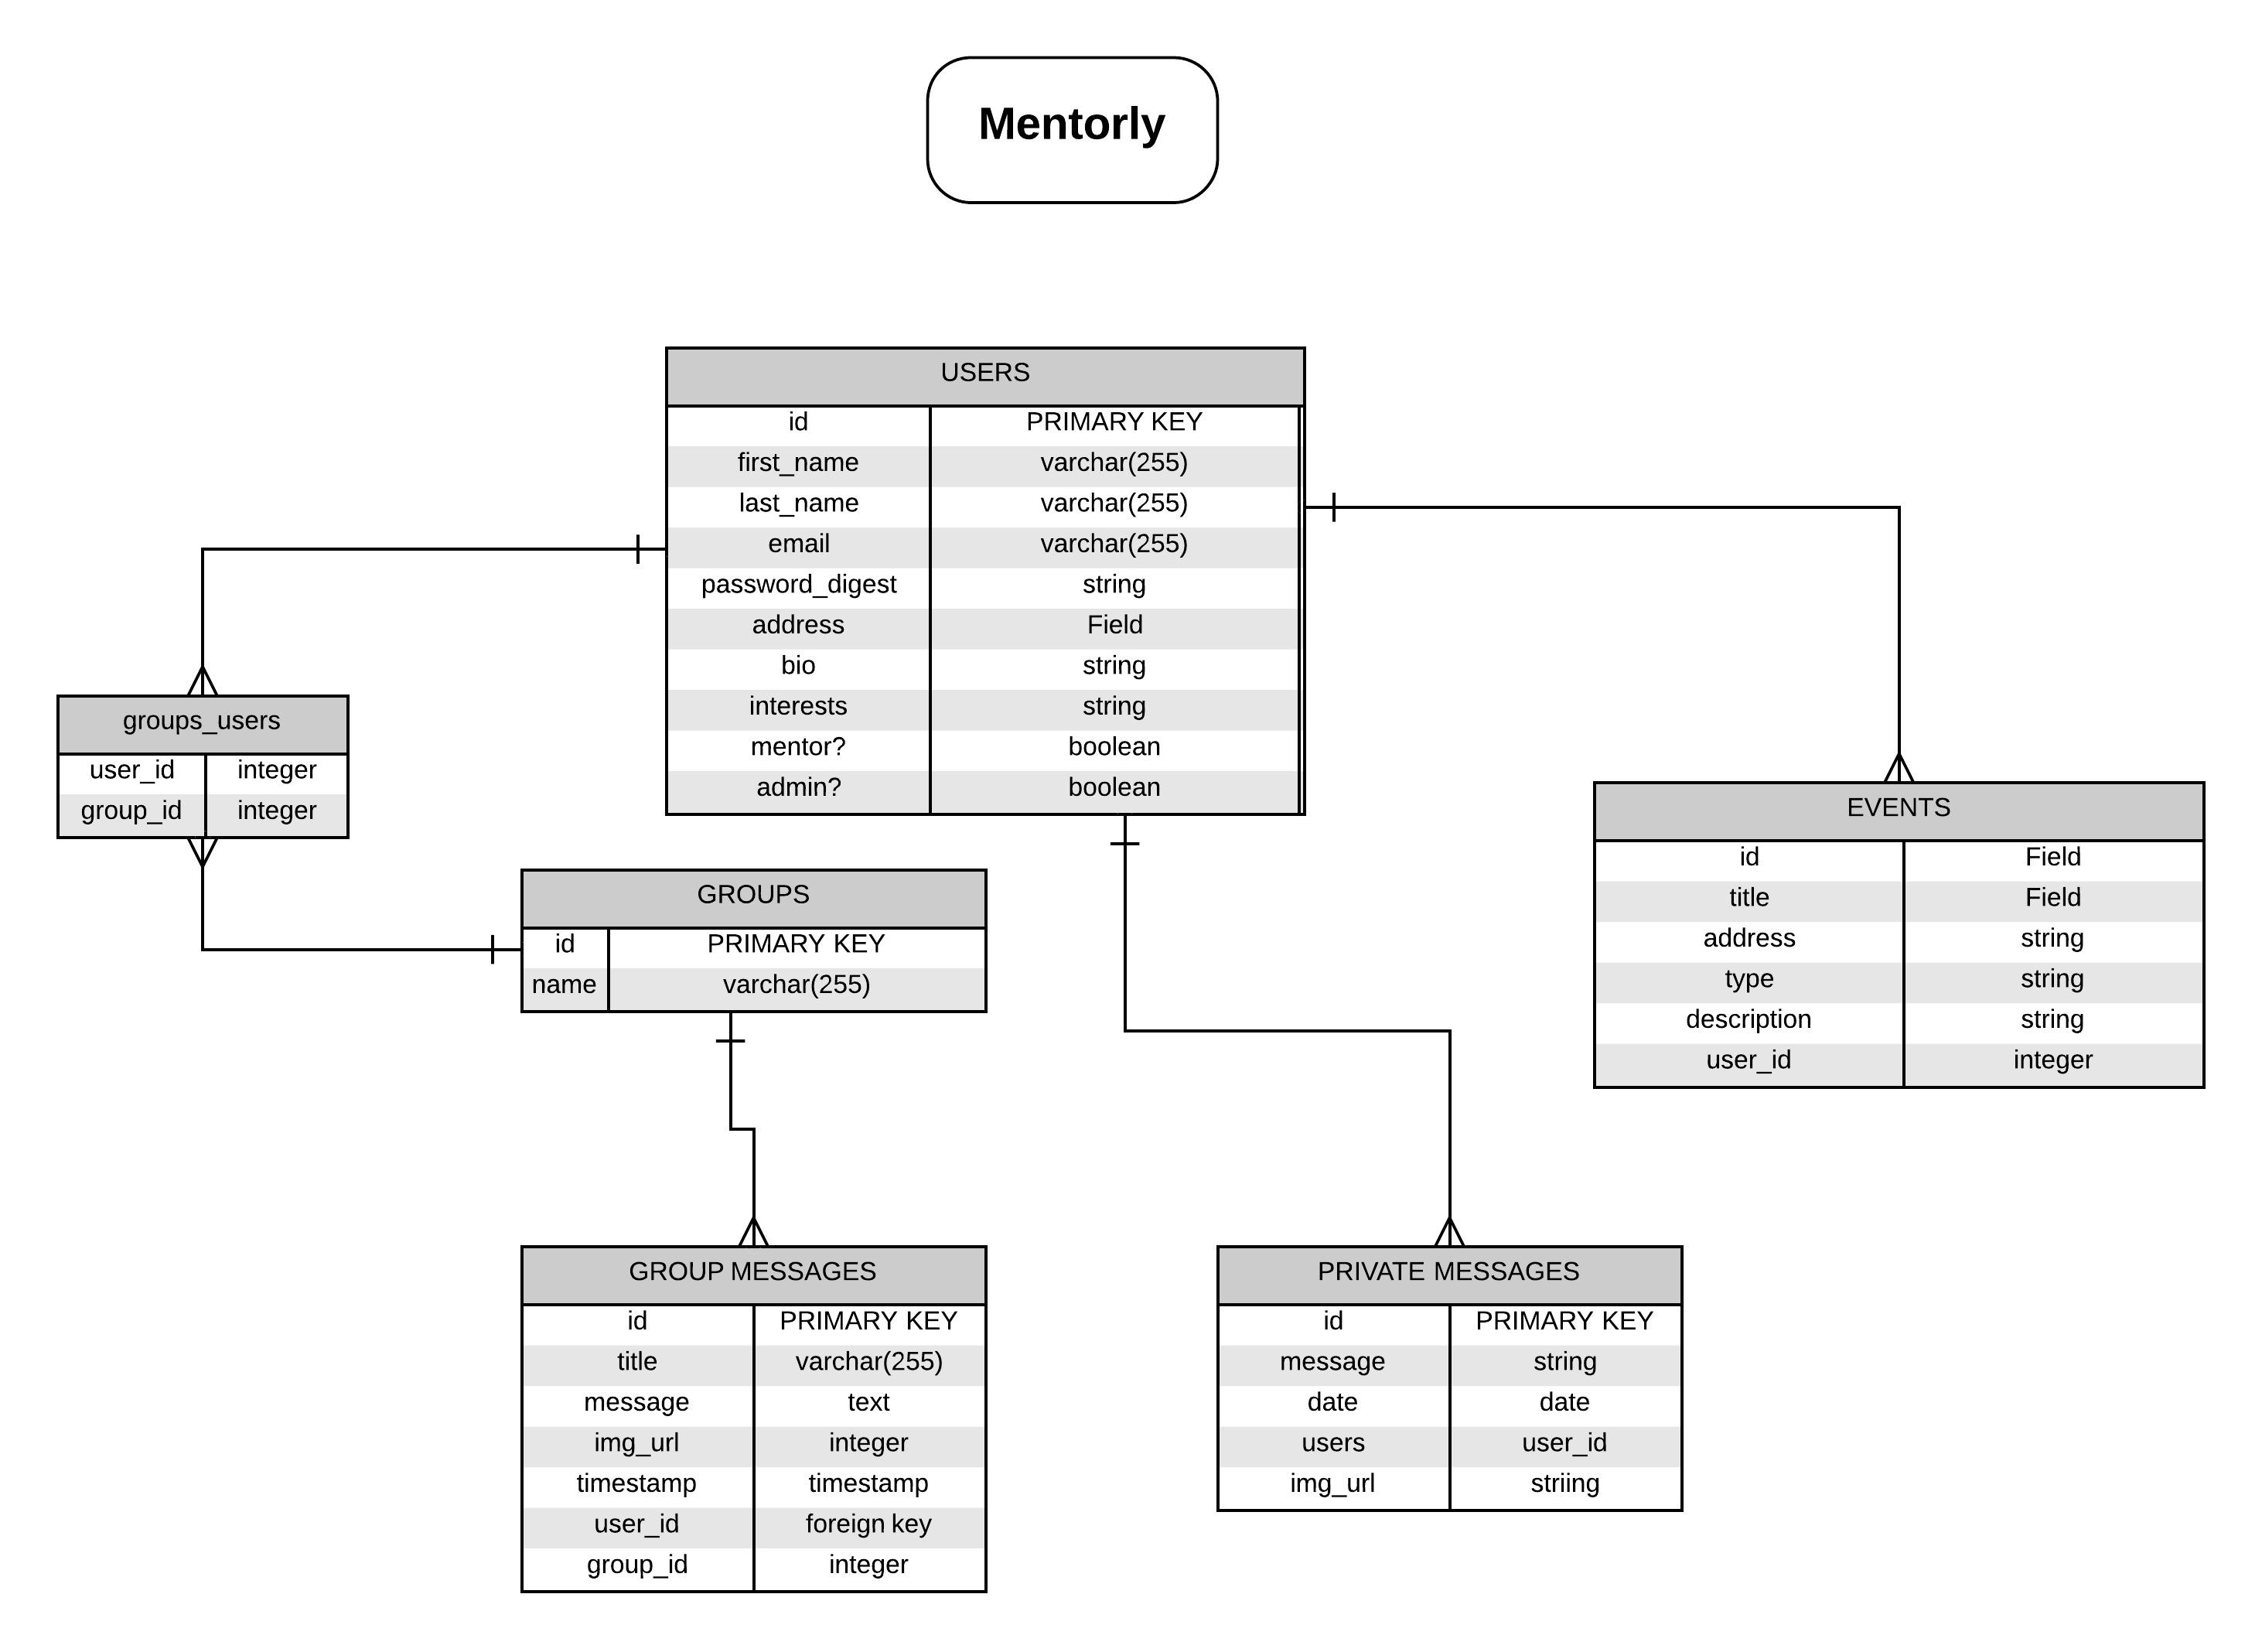 Mentorly
USERS
id PRIMARY KEY
first_name varchar(255)
last_name varchar(255)
email varchar(255)
password_digest string
address Field
bio string
interests string
mentor? boolean
admin? boolean
groups_users
user_id integer
group_id integer
EVENTS
id Field
title Field
address string
type string
description string
user_id integer
GROUPS
id PRIMARY KEY
name varchar(255)
GROUP MESSAGES
id PRIMARY KEY
title varchar(255)
message text
img_url integer
timestamp timestamp
user_id foreign key
group_id integer
PRIVATE MESSAGES
id PRIMARY KEY
message string
date date
users user_id
img_url striing